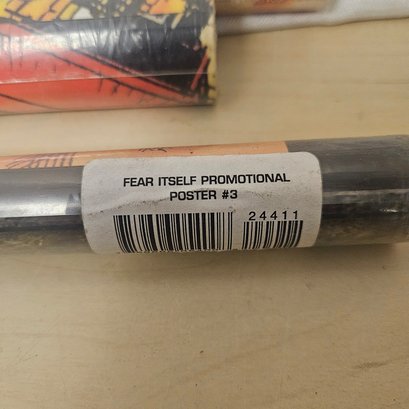 FEAR ITSELF PROMOTIONAL
POSTER #3
24411